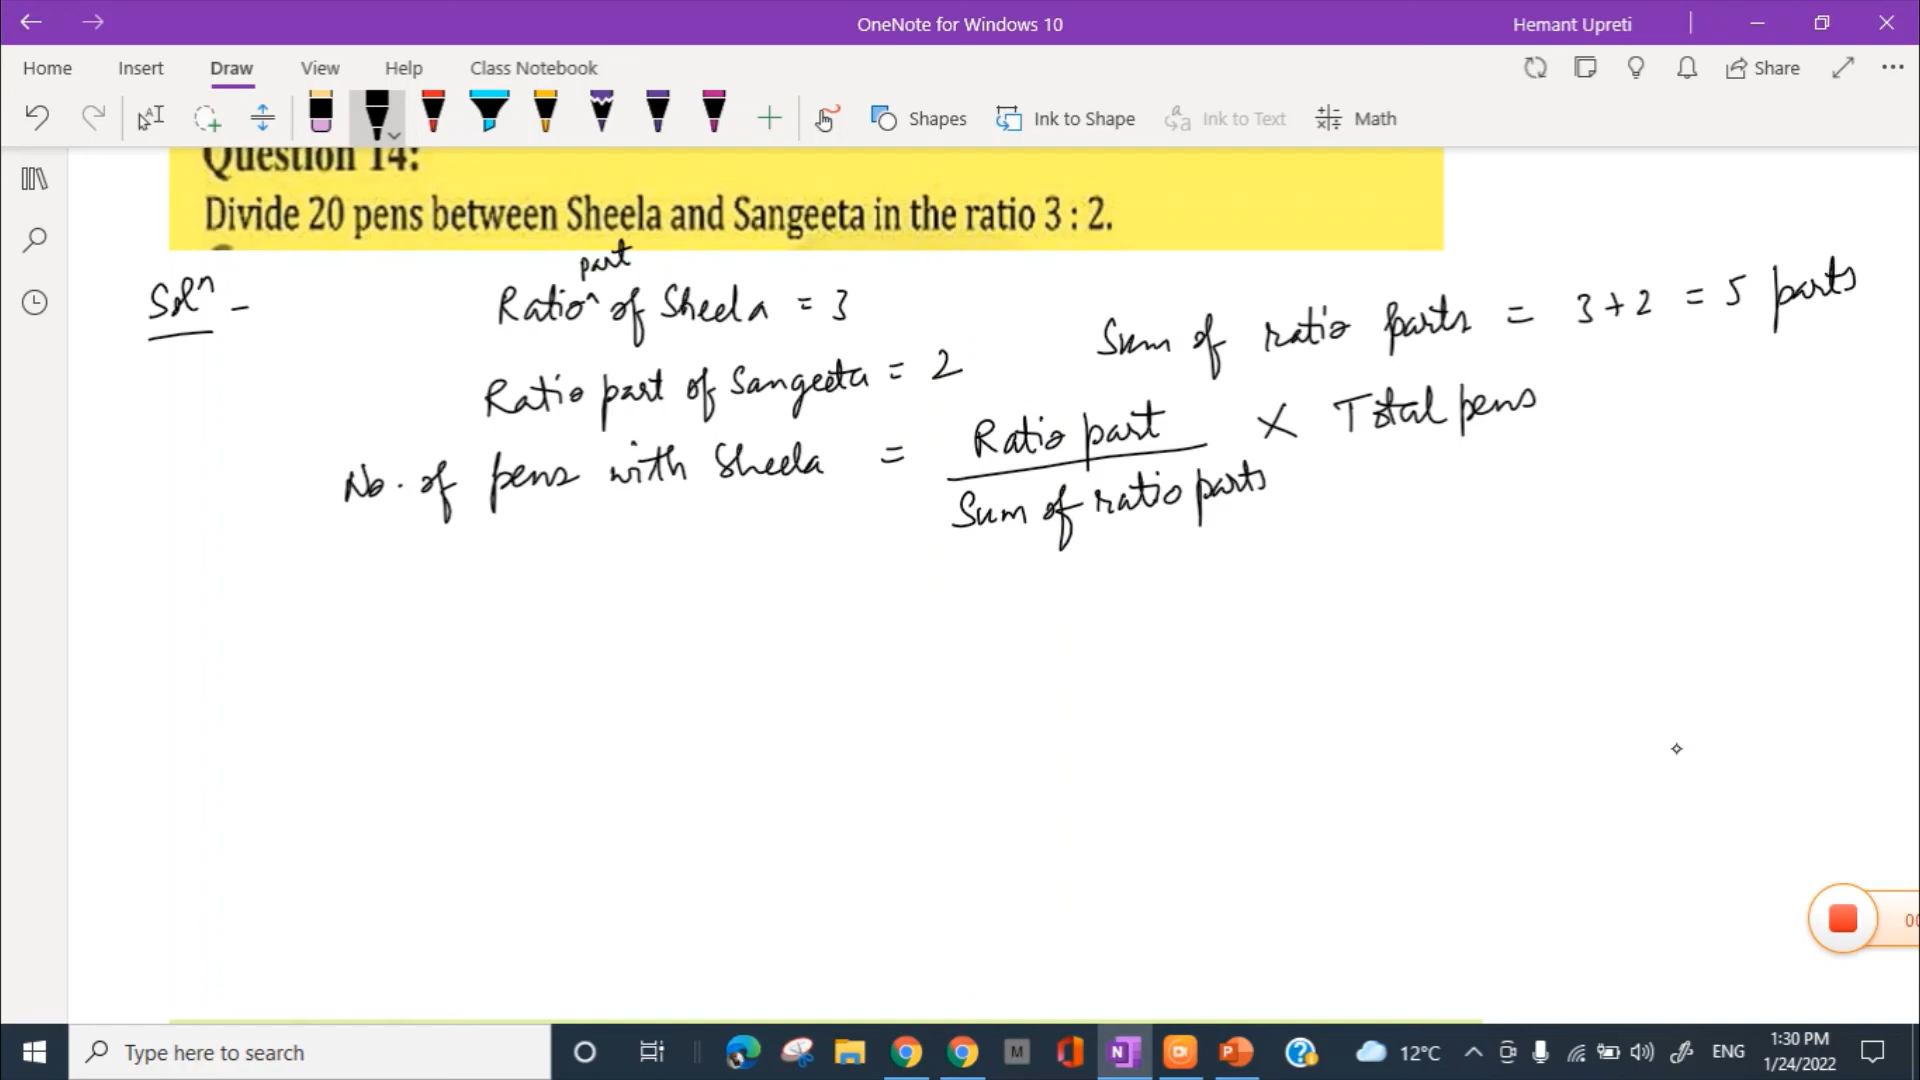 OneNote for Windows 10
Hemant Upreti
Home Insert Draw View Help Class Notebook
Share
Shapes Ink to Shape Ink to Text Math
Question 14:
Divide 20 pens between Sheela and Sangeeta in the ratio 3 : 2.
Solⁿ -
part
Ratio^ of Sheela = 3
Sum of ratio parts = 3 + 2 = 5 parts
Ratio part of Sangeeta = 2
No. of pens with Sheela = Ratio part × Total pens
Sum of ratio parts
00
Type here to search
12°C
ENG
1:30 PM
1/24/2022